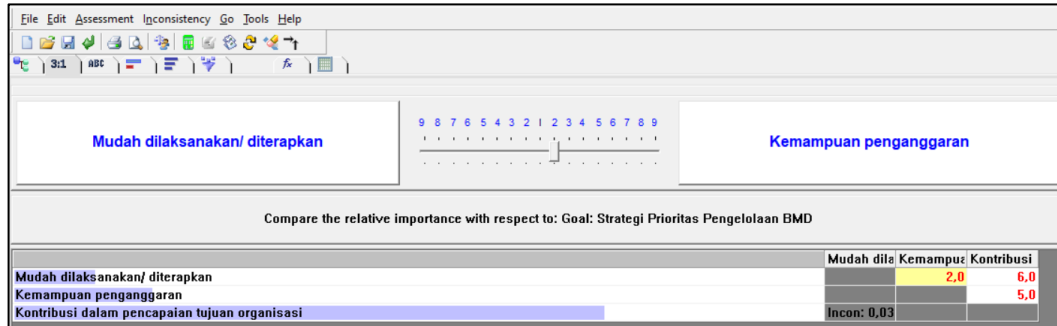 File Edit Assessment Inconsistency Go Tools Help
3:1 ABC fx
9 8 7 6 5 4 3 2 1 2 3 4 5 6 7 8 9
Mudah dilaksanakan/ diterapkan
Kemampuan penganggaran
Compare the relative importance with respect to: Goal: Strategi Prioritas Pengelolaan BMD
Mudah dila Kemampua Kontribusi
Mudah dilaksanakan/ diterapkan 2,0 6,0
Kemampuan penganggaran 5,0
Kontribusi dalam pencapaian tujuan organisasi Incon: 0,03